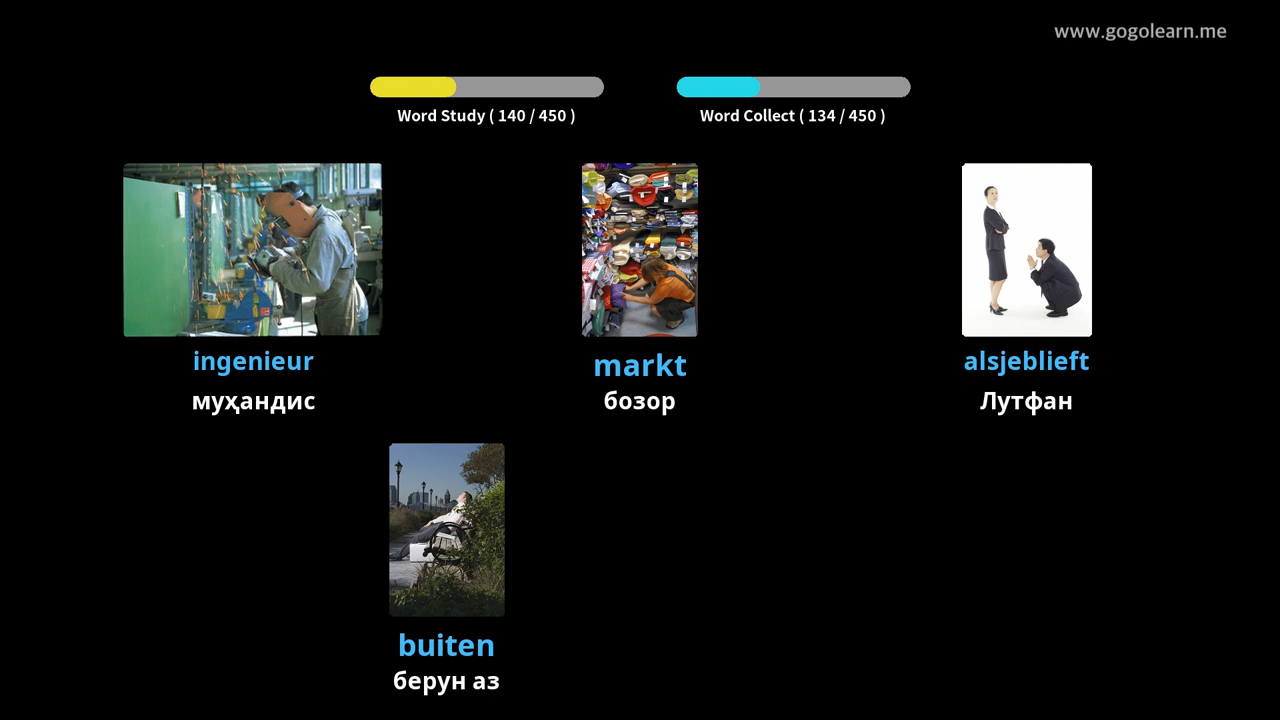 www.gogolearn.me
Word Study ( 140 / 450 )
Word Collect ( 134 / 450 )
ingenieur
муҳандис
markt
бозор
alsjeblieft
Лутфан
buiten
берун аз